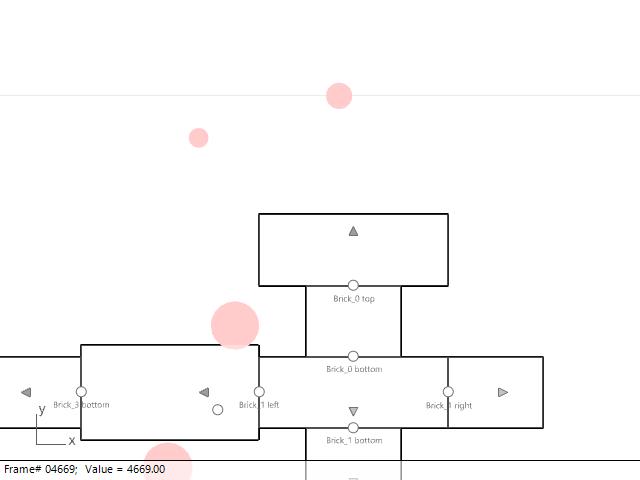 Brick_0 top
Brick_0 bottom
Brick_3 bottom
Brick_1 left
Brick_1 right
y
Brick_1 bottom
x
Frame# 04669; Value = 4669.00